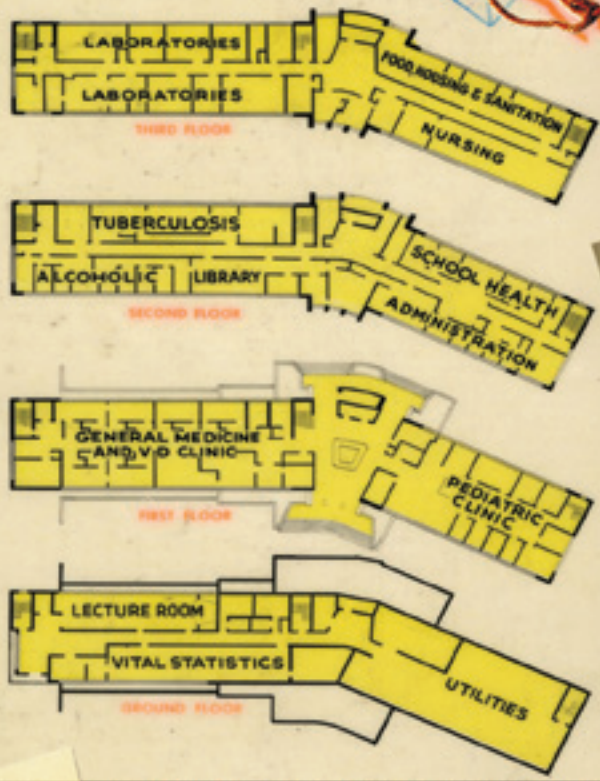 LABORATORIES
FOOD, HOUSING & SANITATION
LABORATORIES
NURSING
THIRD FLOOR
TUBERCULOSIS
SCHOOL HEALTH
ALCOHOLIC LIBRARY
ADMINISTRATION
SECOND FLOOR
GENERAL MEDICINE
AND V D CLINIC
PEDIATRIC
CLINIC
FIRST FLOOR
LECTURE ROOM
VITAL STATISTICS
UTILITIES
GROUND FLOOR